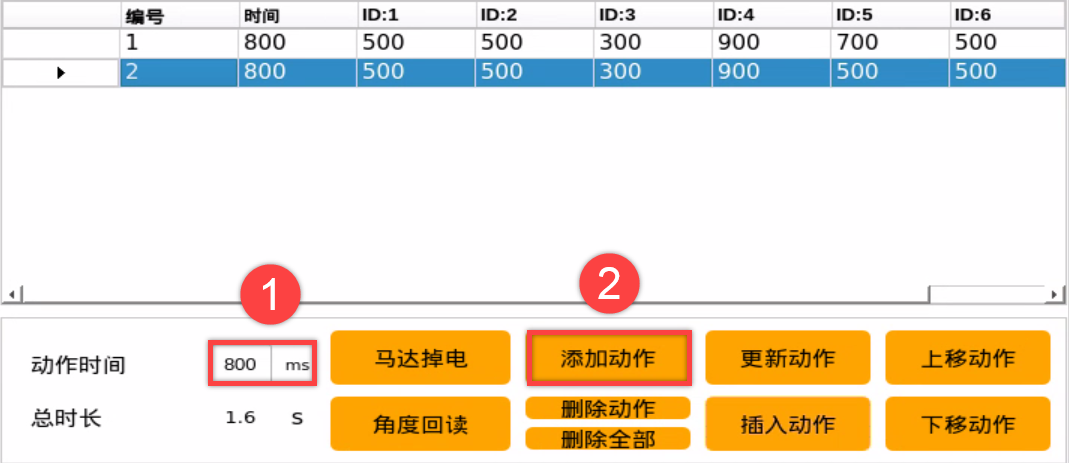 编号 时间 ID:1 ID:2 ID:3 ID:4 ID:5 ID:6
1 800 500 500 300 900 700 500
2 800 500 500 300 900 500 500
1 2
动作时间 800 ms 马达掉电 添加动作 更新动作 上移动作
总时长 1.6 S 角度回读 删除动作 插入动作 下移动作
删除全部